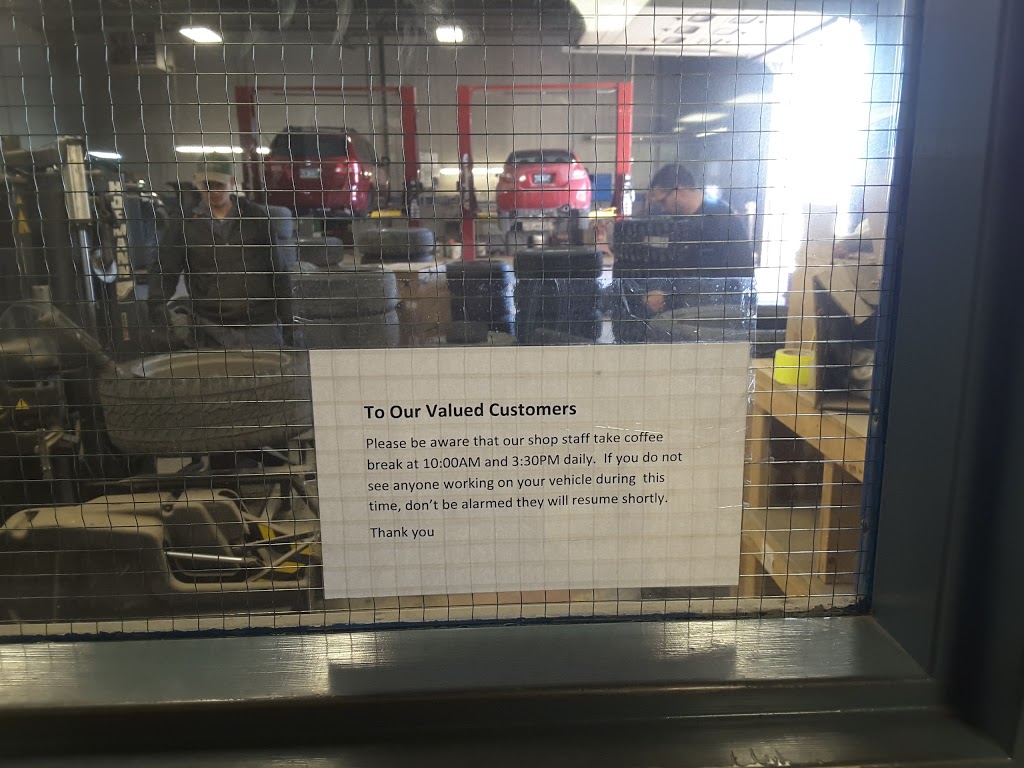 To Our Valued Customers
Please be aware that our shop staff take coffee
break at 10:00AM and 3:30PM daily. If you do not
see anyone working on your vehicle during this
time, don't be alarmed they will resume shortly.
Thank you